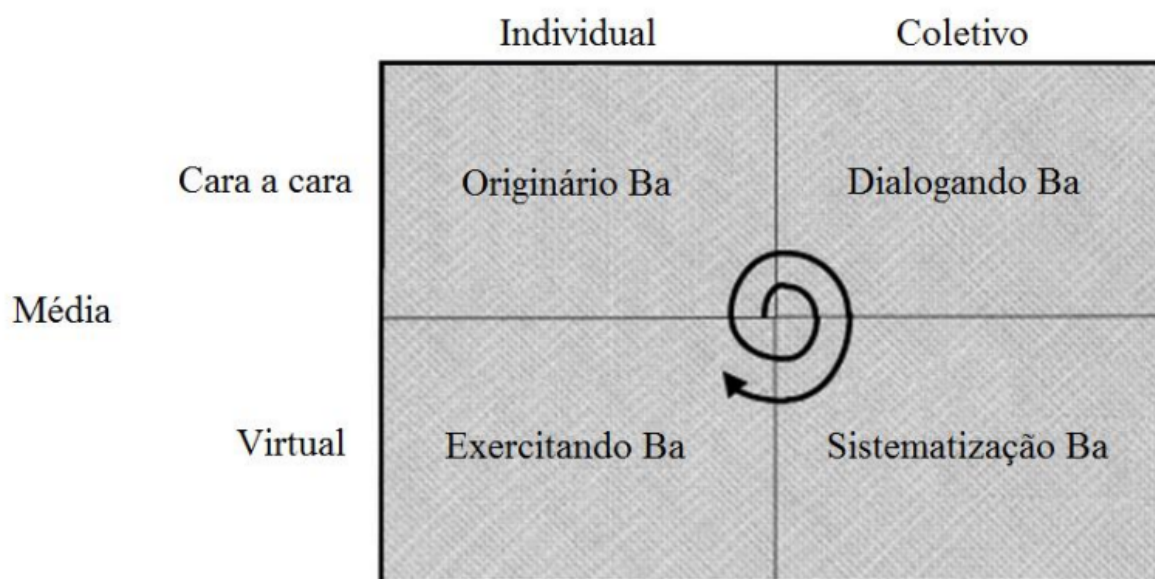 Individual Coletivo
Cara a cara Originário Ba Dialogando Ba
Média
Virtual Exercitando Ba Sistematização Ba